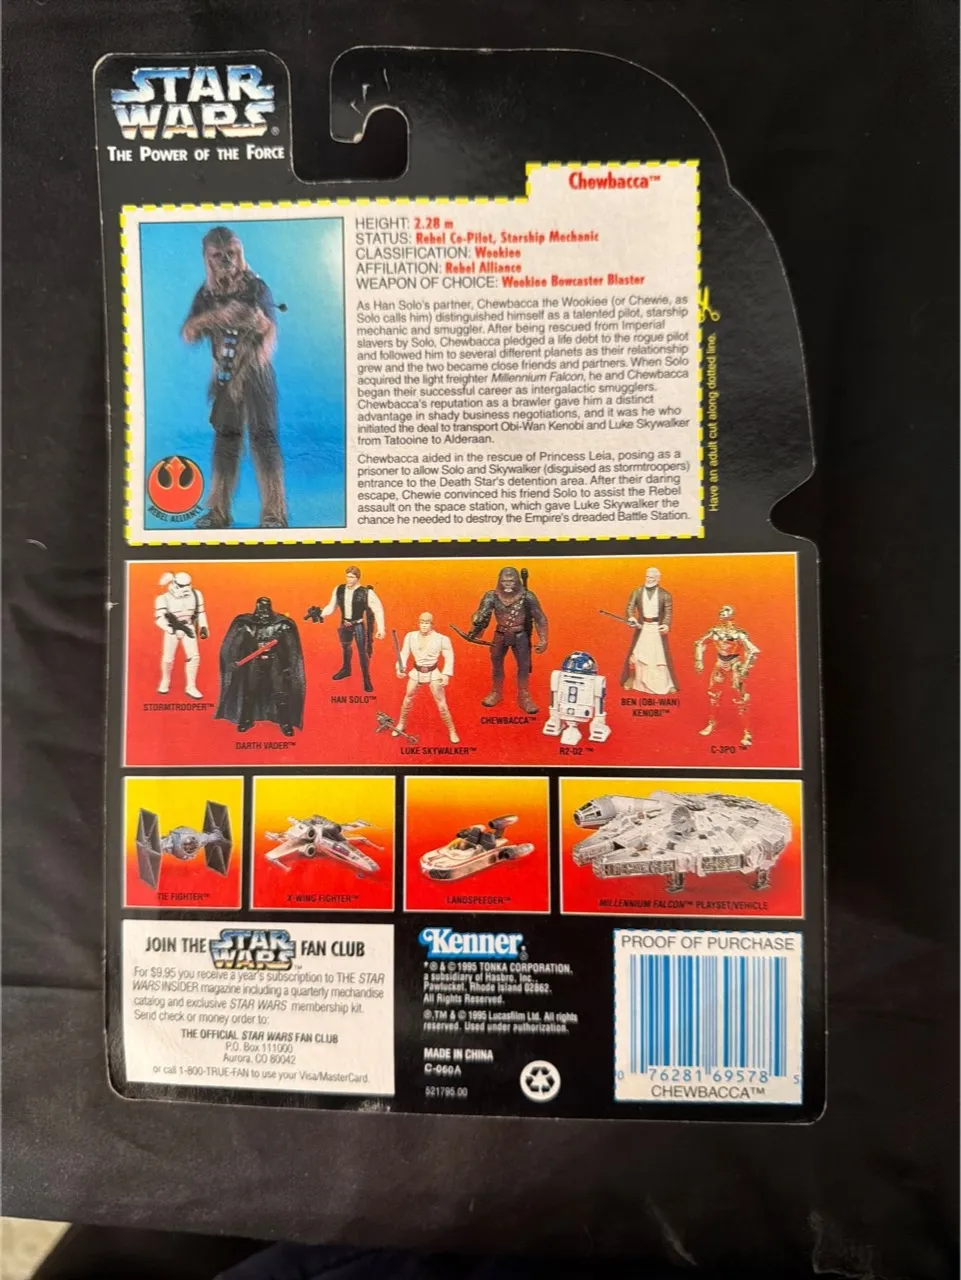 STAR
WARS®
THE POWER OF THE FORCE
Chewbacca™
HEIGHT: 2.28 m
STATUS: Rebel Co-Pilot, Starship Mechanic
CLASSIFICATION: Wookiee
AFFILIATION: Rebel Alliance
WEAPON OF CHOICE: Wookiee Bowcaster Blaster
As Han Solo's partner, Chewbacca the Wookiee (or Chewie, as
Solo calls him) distinguished himself as a talented pilot, starship
mechanic and smuggler. After being rescued from Imperial
slavers by Solo, Chewbacca pledged a life debt to the rogue pilot
and followed him to several different planets as their relationship
grew and the two became close friends and partners. When Solo
acquired the light freighter Millennium Falcon, he and Chewbacca
began their successful career as intergalactic smugglers.
Chewbacca's reputation as a brawler gave him a distinct
advantage in shady business negotiations, and it was he who
initiated the deal to transport Obi-Wan Kenobi and Luke Skywalker
from Tatooine to Alderaan.
Chewbacca aided in the rescue of Princess Leia, posing as a
prisoner to allow Solo and Skywalker (disguised as stormtroopers)
entrance to the Death Star's detention area. After their daring
escape, Chewie convinced his friend Solo to assist the Rebel
assault on the space station, which gave Luke Skywalker the
chance he needed to destroy the Empire's dreaded Battle Station.
REBEL ALLIANCE
Have an adult cut along dotted line.
STORMTROOPER™
DARTH VADER™
HAN SOLO™
LUKE SKYWALKER™
CHEWBACCA™
R2-D2 ™
BEN (OBI-WAN)
KENOBI™
C-3PO ™
TIE FIGHTER™
X-WING FIGHTER™
LANDSPEEDER™
MILLENNIUM FALCON™ PLAYSET/VEHICLE
JOIN THE STAR WARS™ FAN CLUB
For $9.95 you receive a year's subscription to THE STAR
WARS INSIDER magazine including a quarterly merchandise
catalog and exclusive STAR WARS membership kit.
Send check or money order to:
THE OFFICIAL STAR WARS FAN CLUB
P.O. Box 111000
Aurora, CO 80042
or call 1-800-TRUE-FAN to use your Visa/MasterCard.
Kenner®
*® & © 1995 TONKA CORPORATION,
a subsidiary of Hasbro, Inc.
Pawtucket, Rhode Island 02862.
All Rights Reserved.
®,TM & © 1995 Lucasfilm Ltd. All rights
reserved. Used under authorization.
MADE IN CHINA
C-060A
521795.00
PROOF OF PURCHASE
0 76281 69578 5
CHEWBACCA™